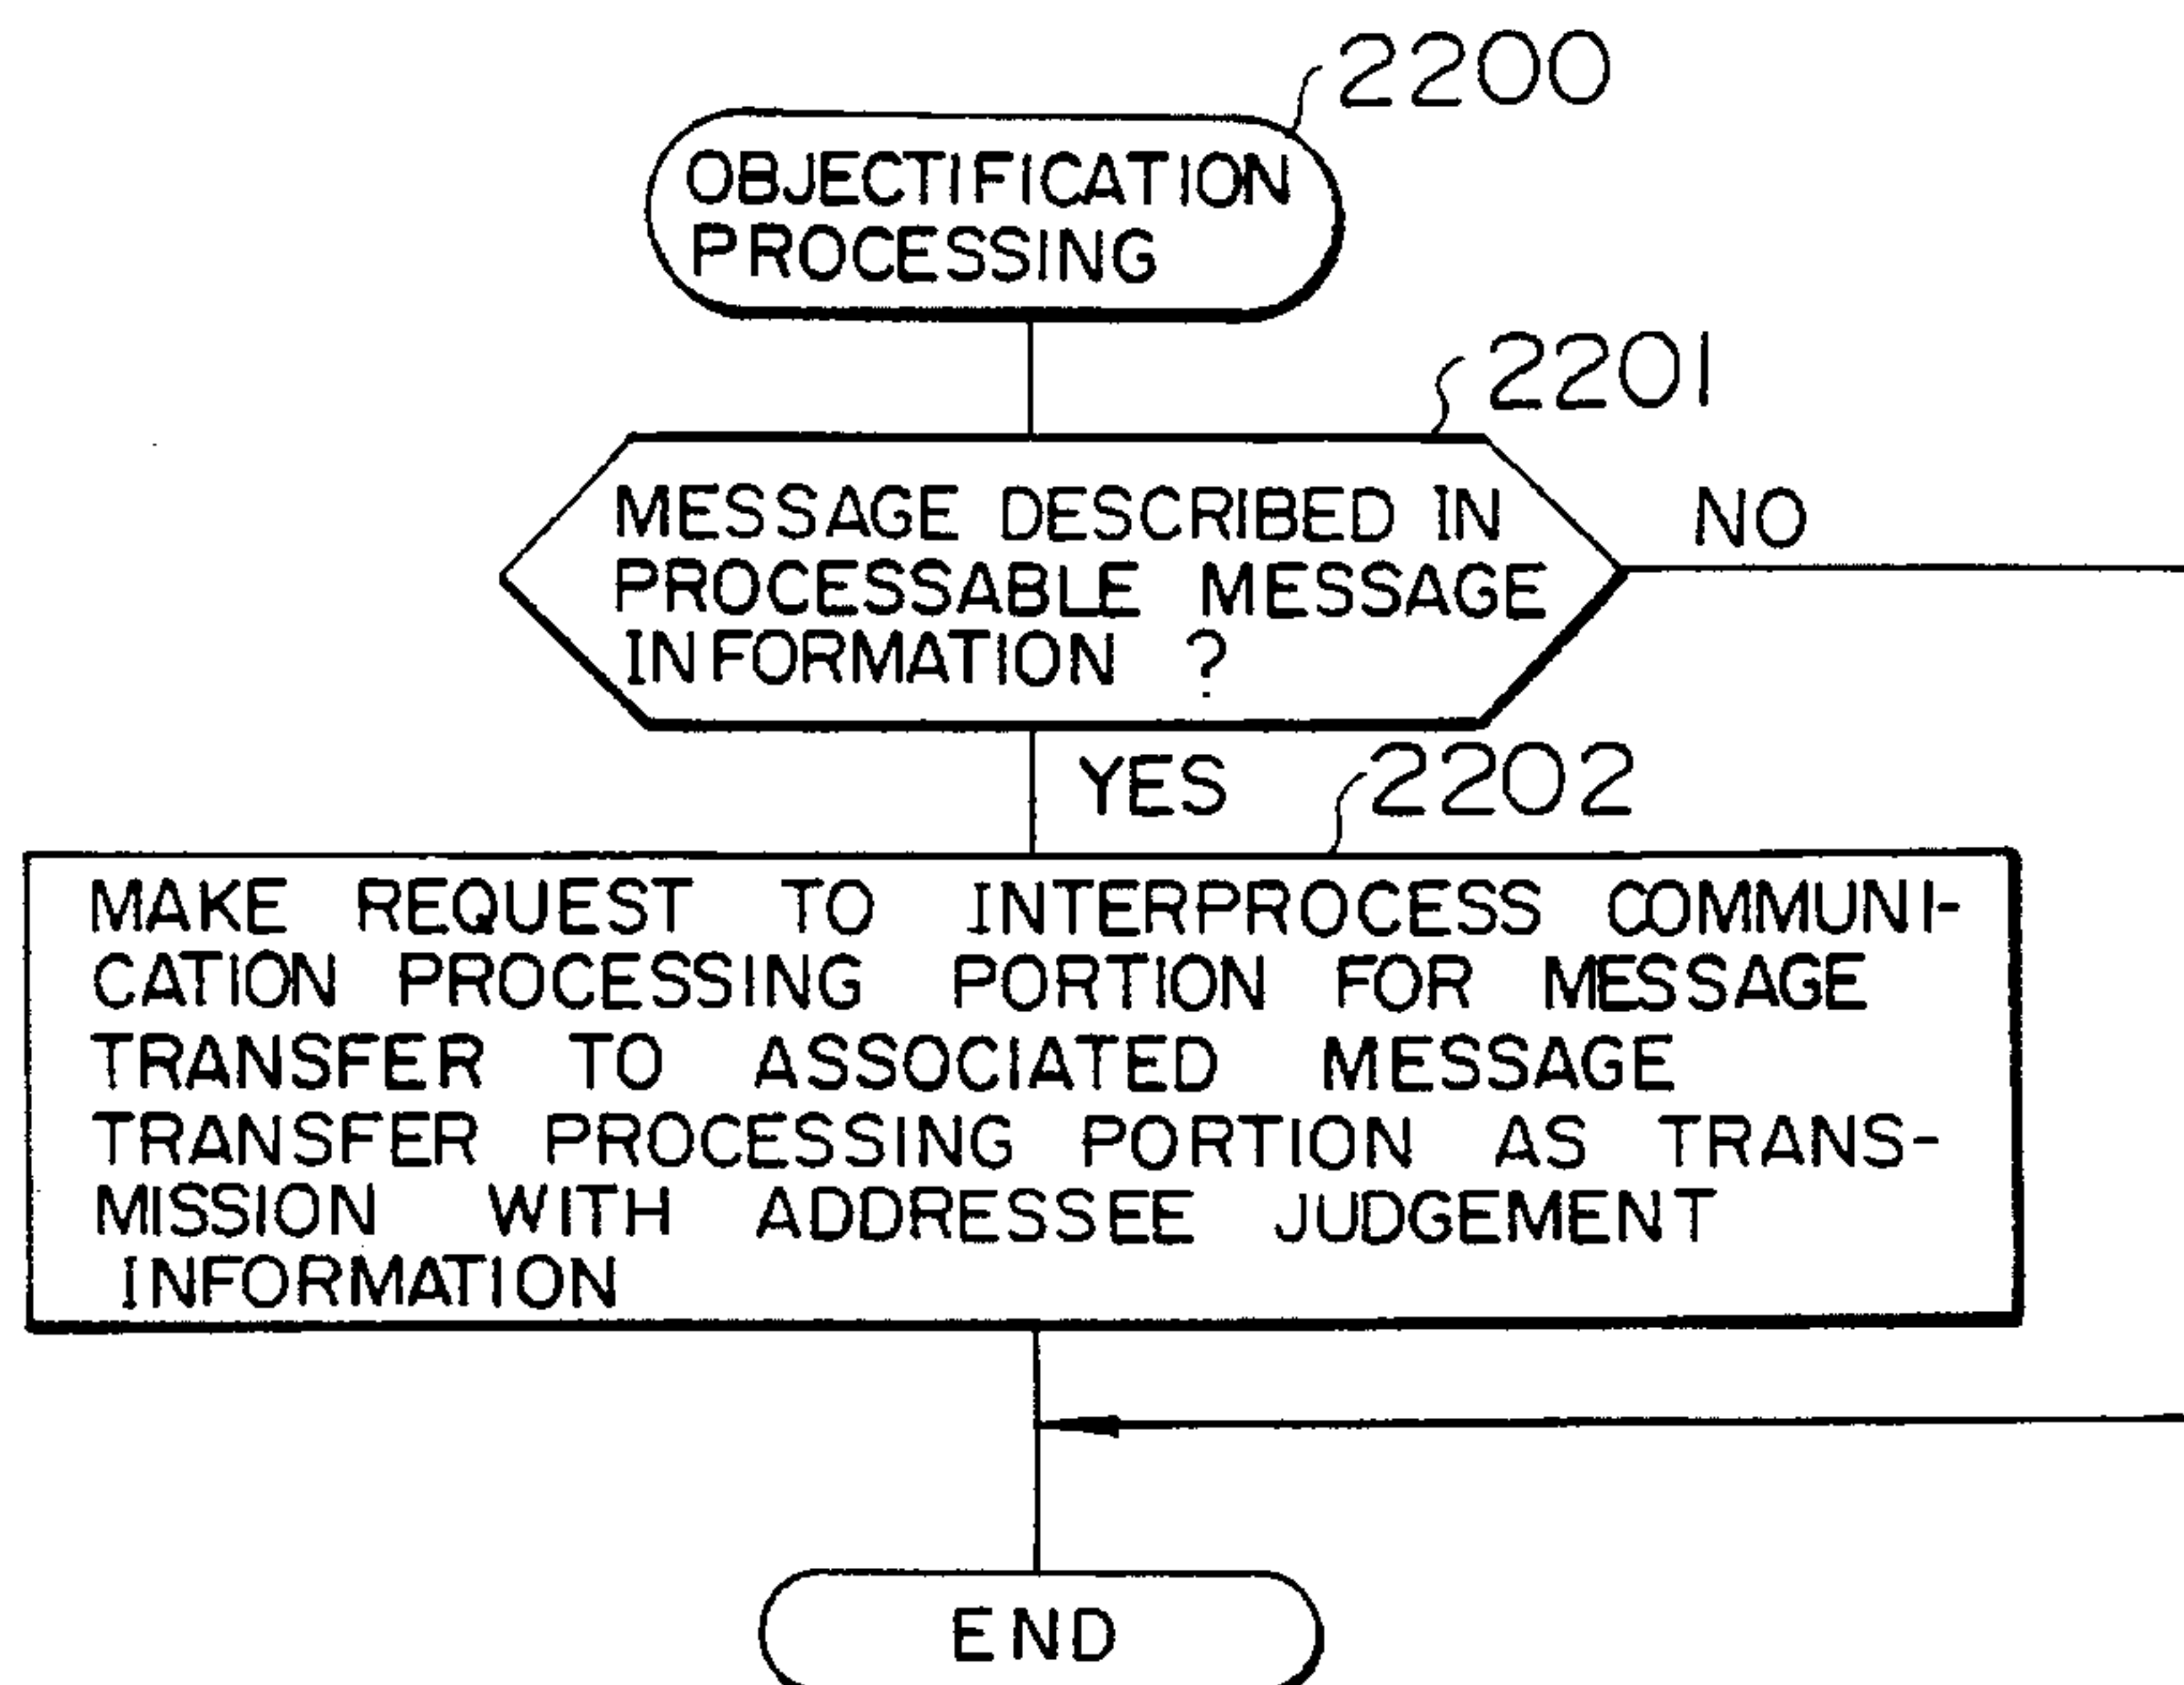 2200
OBJECTIFICATION
PROCESSING
2201
MESSAGE DESCRIBED IN
PROCESSABLE MESSAGE
INFORMATION ?
NO
YES
2202
MAKE REQUEST TO INTERPROCESS COMMUNI-
CATION PROCESSING PORTION FOR MESSAGE
TRANSFER TO ASSOCIATED MESSAGE
TRANSFER PROCESSING PORTION AS TRANS-
MISSION WITH ADDRESSEE JUDGEMENT
INFORMATION
END